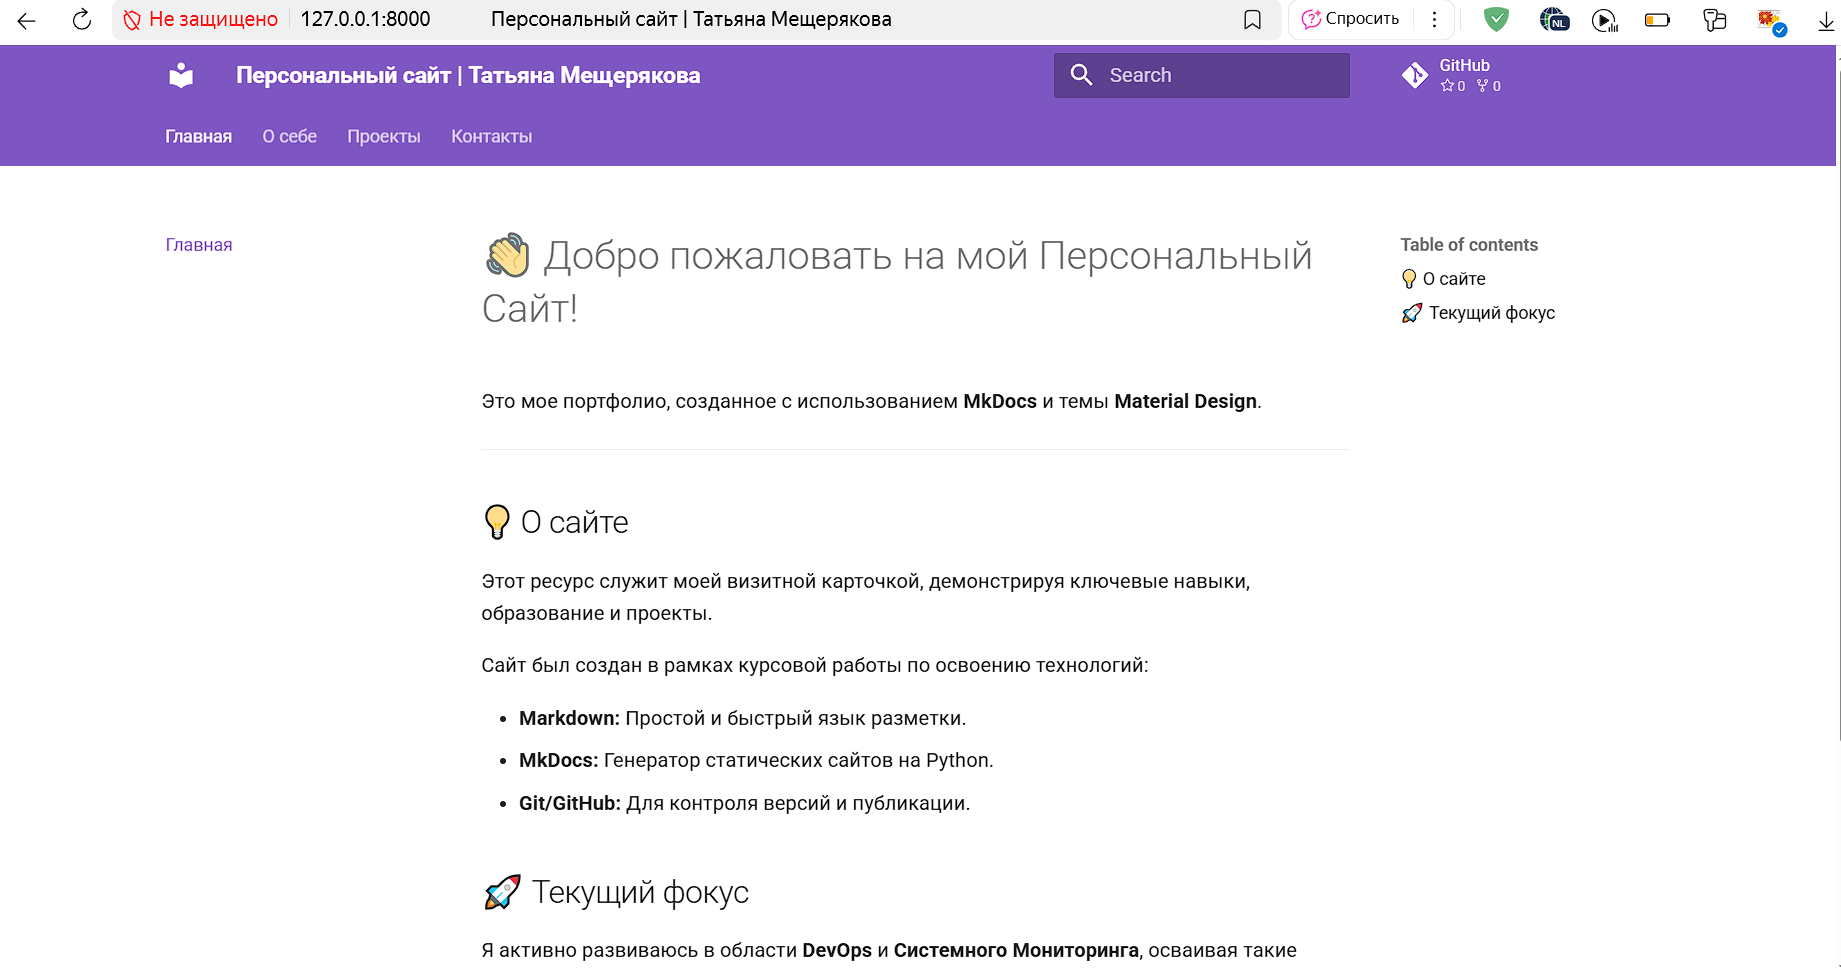 Не защищено 127.0.0.1:8000 Персональный сайт | Татьяна Мещерякова Спросить NL
Персональный сайт | Татьяна Мещерякова
Search
GitHub
0 0
Главная О себе Проекты Контакты
Главная
👋 Добро пожаловать на мой Персональный
Сайт!
Table of contents
💡 О сайте
🚀 Текущий фокус
Это мое портфолио, созданное с использованием MkDocs и темы Material Design.
💡 О сайте
Этот ресурс служит моей визитной карточкой, демонстрируя ключевые навыки,
образование и проекты.
Сайт был создан в рамках курсовой работы по освоению технологий:
• Markdown: Простой и быстрый язык разметки.
• MkDocs: Генератор статических сайтов на Python.
• Git/GitHub: Для контроля версий и публикации.
🚀 Текущий фокус
Я активно развиваюсь в области DevOps и Системного Мониторинга, осваивая такие